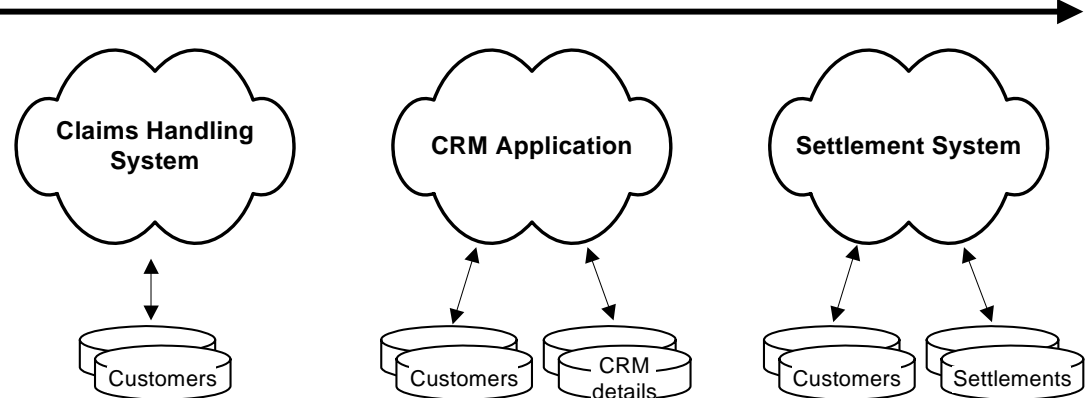 Claims Handling
System
CRM Application
Settlement System
Customers
Customers
CRM
details
Customers
Settlements